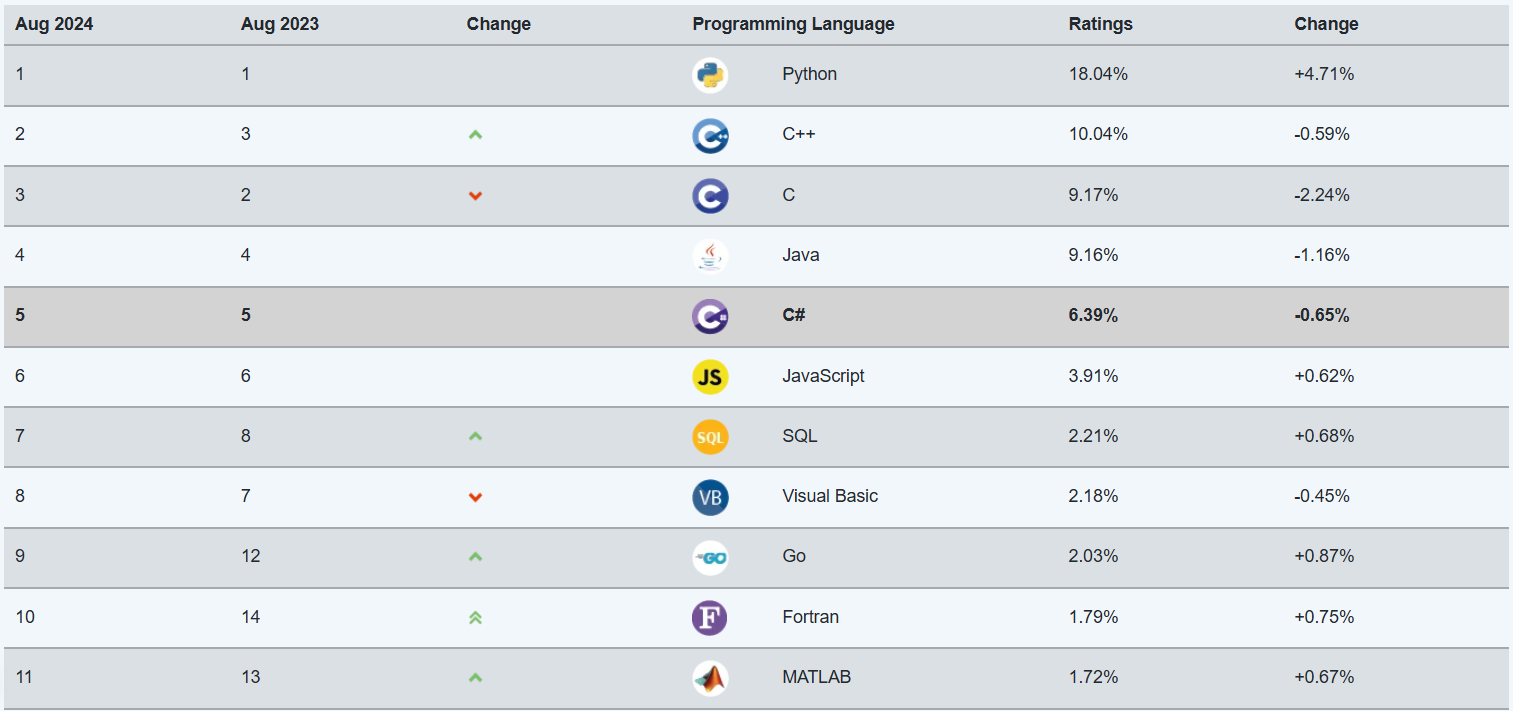 Aug 2024 Aug 2023 Change Programming Language Ratings Change
1 1 Python 18.04% +4.71%
2 3 C++ 10.04% -0.59%
3 2 C 9.17% -2.24%
4 4 Java 9.16% -1.16%
5 5 C# 6.39% -0.65%
6 6 JS JavaScript 3.91% +0.62%
7 8 SQL SQL 2.21% +0.68%
8 7 VB Visual Basic 2.18% -0.45%
9 12 GO Go 2.03% +0.87%
10 14 F Fortran 1.79% +0.75%
11 13 MATLAB 1.72% +0.67%